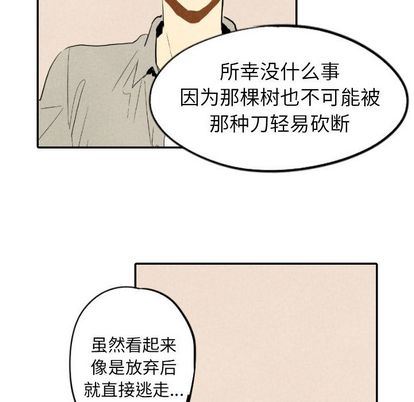 所幸没什么事
因为那棵树也不可能被
那种刀轻易砍断
虽然看起来
像是放弃后
就直接逃走...